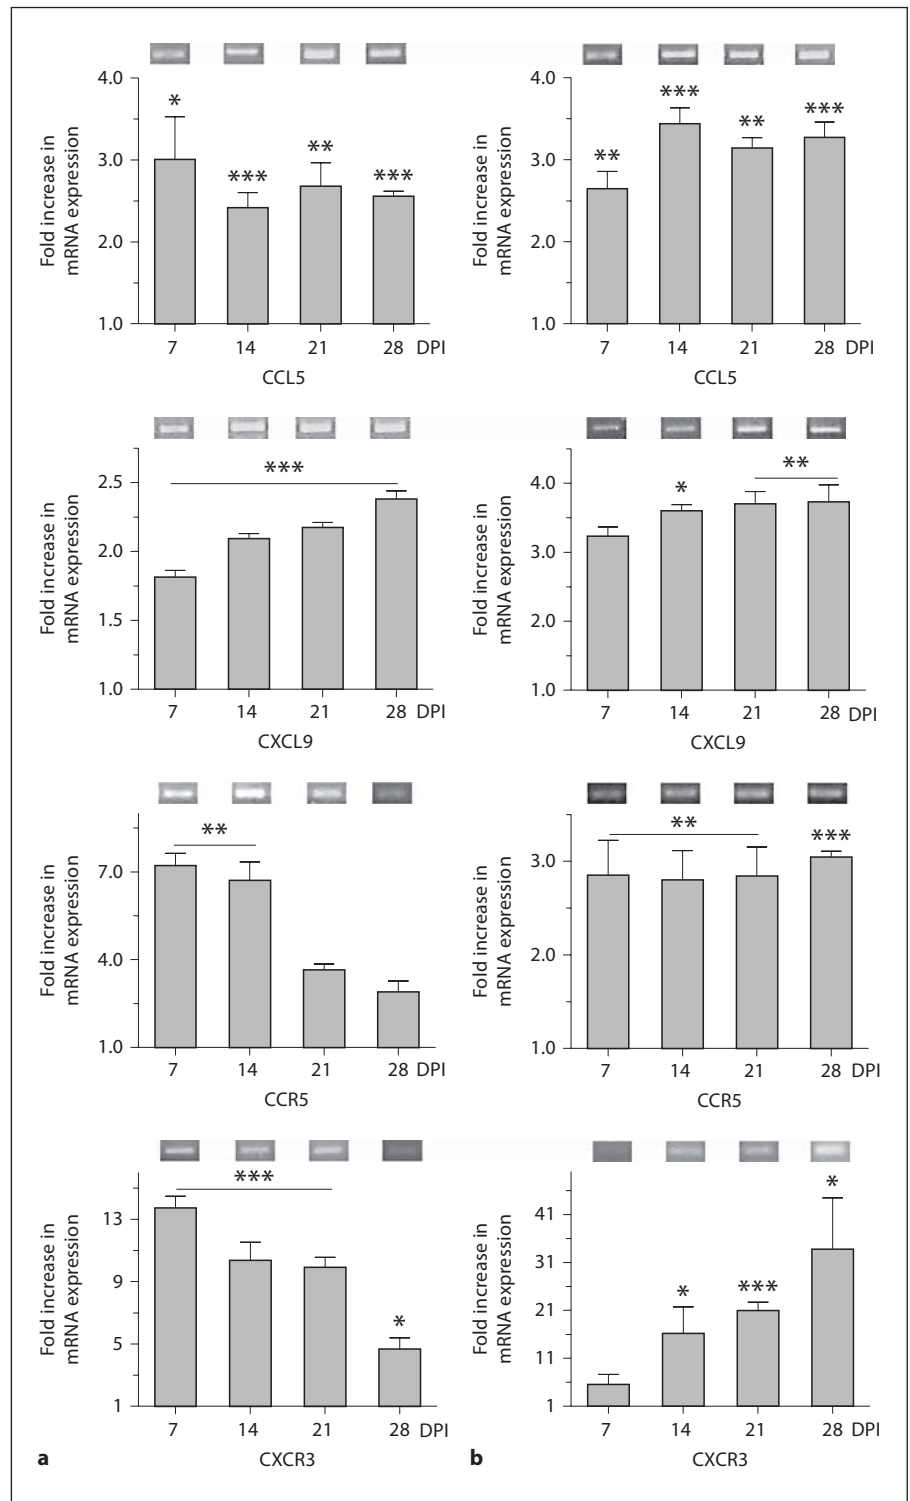 4.0
3.0
2.0
1.0
Fold increase in
mRNA expression
*
***
**
***
7 14 21 28 DPI
CCL5
4.0
3.0
2.0
1.0
Fold increase in
mRNA expression
**
***
**
***
7 14 21 28 DPI
CCL5
2.5
2.0
1.5
1.0
Fold increase in
mRNA expression
***
7 14 21 28 DPI
CXCL9
4.0
3.0
2.0
1.0
Fold increase in
mRNA expression
*
**
7 14 21 28 DPI
CXCL9
7.0
4.0
1.0
Fold increase in
mRNA expression
**
7 14 21 28 DPI
CCR5
3.0
2.0
1.0
Fold increase in
mRNA expression
**
***
7 14 21 28 DPI
CCR5
13
9
5
1
Fold increase in
mRNA expression
***
*
7 14 21 28 DPI
CXCR3
a
41
31
21
11
1
Fold increase in
mRNA expression
*
***
*
7 14 21 28 DPI
CXCR3
b